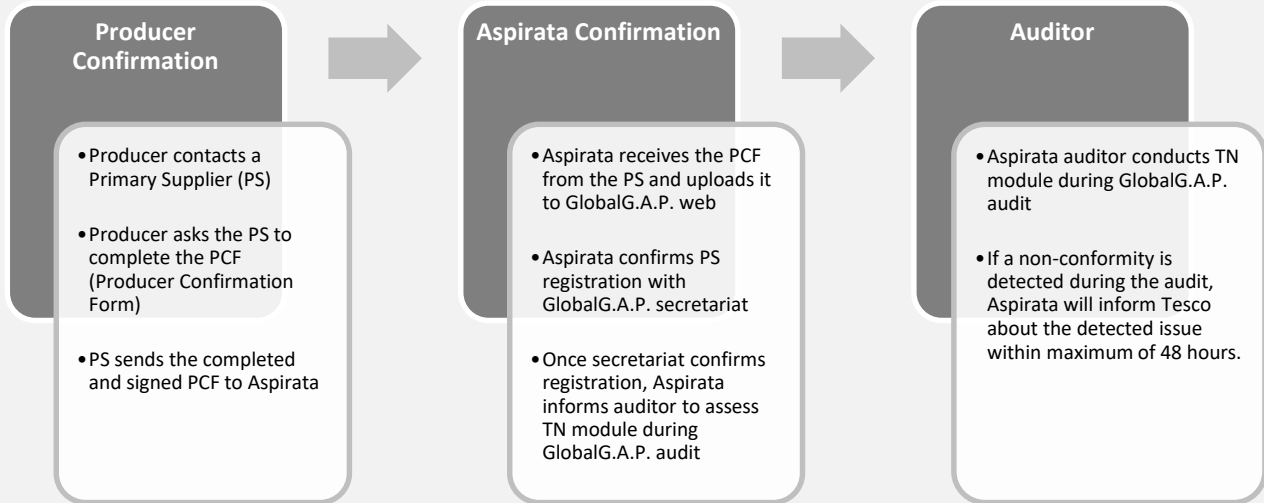 Producer
Confirmation
•Producer contacts a
Primary Supplier (PS)
•Producer asks the PS to
complete the PCF
(Producer Confirmation
Form)
•PS sends the completed
and signed PCF to Aspirata
Aspirata Confirmation
•Aspirata receives the PCF
from the PS and uploads it
to GlobalG.A.P. web
•Aspirata confirms PS
registration with
GlobalG.A.P. secretariat
•Once secretariat confirms
registration, Aspirata
informs auditor to assess
TN module during
GlobalG.A.P. audit
Auditor
•Aspirata auditor conducts TN
module during GlobalG.A.P.
audit
•If a non-conformity is
detected during the audit,
Aspirata will inform Tesco
about the detected issue
within maximum of 48 hours.